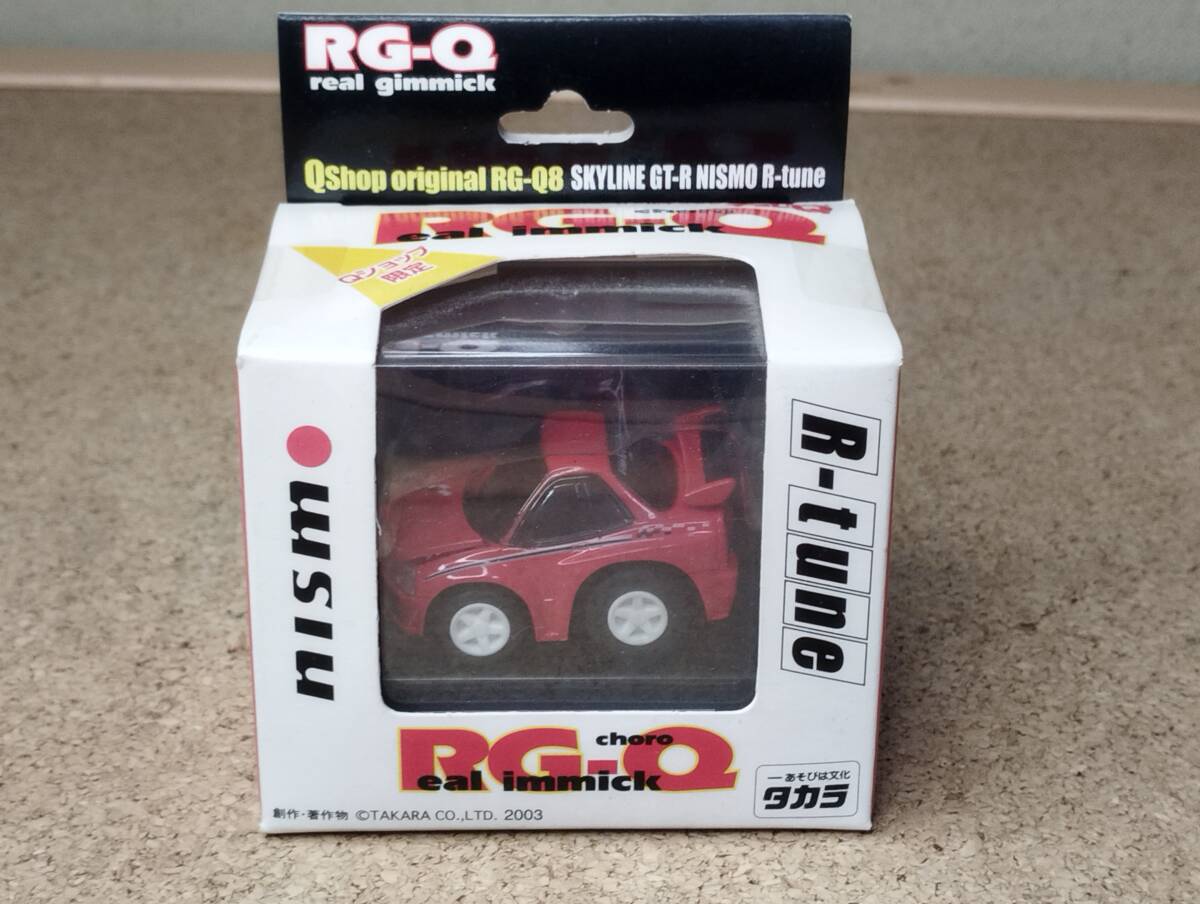 RG-Q
real gimmick
QShop original RG-Q8 SKYLINE GT-R NISMO R-tune
RG-Q
choro
eal immick
Qショップ
限定
nismo
R-tune
RG-Q
choro
eal immick
あそびは文化
タカラ
創作・著作物 ©TAKARA CO.,LTD. 2003